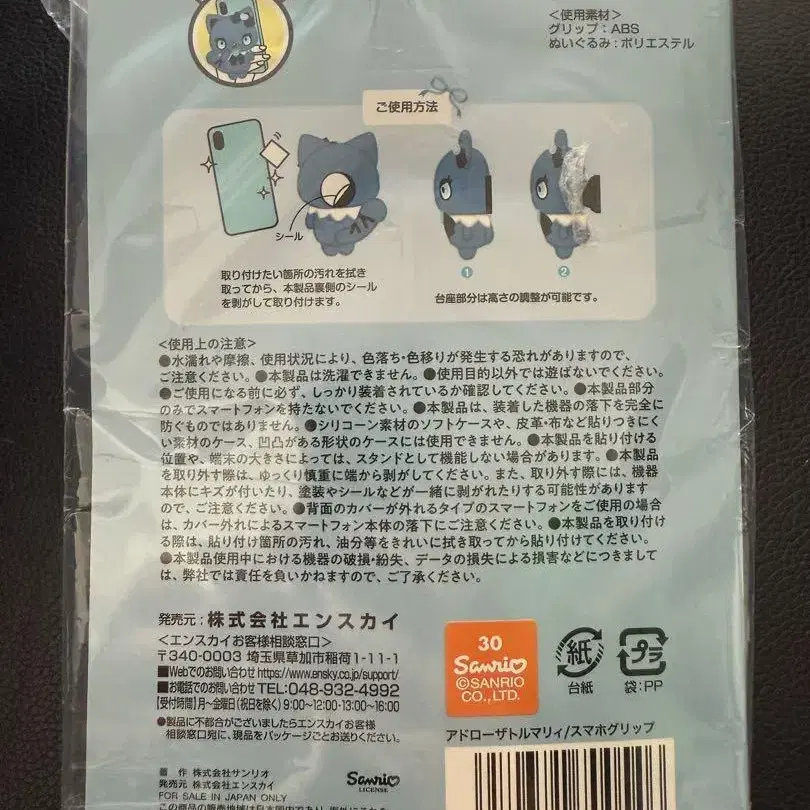 <使用素材>
グリップ:ABS
ぬいぐるみ:ポリエステル
ご使用方法
シール
取り付けたい箇所の汚れを拭き
取ってから、本製品裏側のシール
を剥がして取り付けます。
1
2
台座部分は高さの調整が可能です。
<使用上の注意>
●水濡れや摩擦、使用状況により、色落ち・色移りが発生する恐れがありますので、
ご注意ください。●本製品は洗濯できません。●使用目的以外では遊ばないでください。
●ご使用になる前に必ず、しっかり装着されているか確認してください。●本製品部分
のみでスマートフォンを持たないでください。●本製品は、装着した機器の落下を完全に
防ぐものではありません。●シリコーン素材のソフトケースや、皮革・布など貼りつきにく
い素材のケース、凹凸がある形状のケースには使用できません。●本製品を貼り付ける
位置や、端末の大きさによっては、スタンドとして機能しない場合があります。●本製品
を取り外す際は、ゆっくり慎重に端から剥がしてください。また、取り外す際には、機器
本体にキズが付いたり、塗装やシールなどが一緒に剥がれたりする可能性があります
ので、ご注意ください。●背面のカバーが外れるタイプのスマートフォンをご使用の場合
は、カバー外れによるスマートフォン本体の落下にご注意ください。●本製品を取り付け
る際は、貼り付け箇所の汚れ、油分等をきれいに拭き取ってから貼り付けてください。
●本製品使用中における機器の破損・紛失、データの損失による損害などにつきまして
は、弊社では責任を負いかねますので、ご了承ください。
発売元:株式会社エンスカイ
<エンスカイお客様相談窓口>
〒340-0003 埼玉県草加市稲荷1-11-1
■Webでのお問い合わせ https://www.ensky.co.jp/support/
■お電話でのお問い合わせ TEL:048-932-4992
[受付時間] 月~金曜日(祝日を除く) 9:00~12:00・13:00~16:00
●製品に不都合がございましたらエンスカイお客様
相談窓口宛に、現品をパッケージごとお送りください。
30
Sanrio
©SANRIO
CO., LTD.
紙
台紙
プラ
袋:PP
アドローザトルマリィ/スマホグリップ
製作 株式会社サンリオ
発売元 株式会社エンスカイ
FOR SALE IN JAPAN ONLY
Sanrio
LICENSE